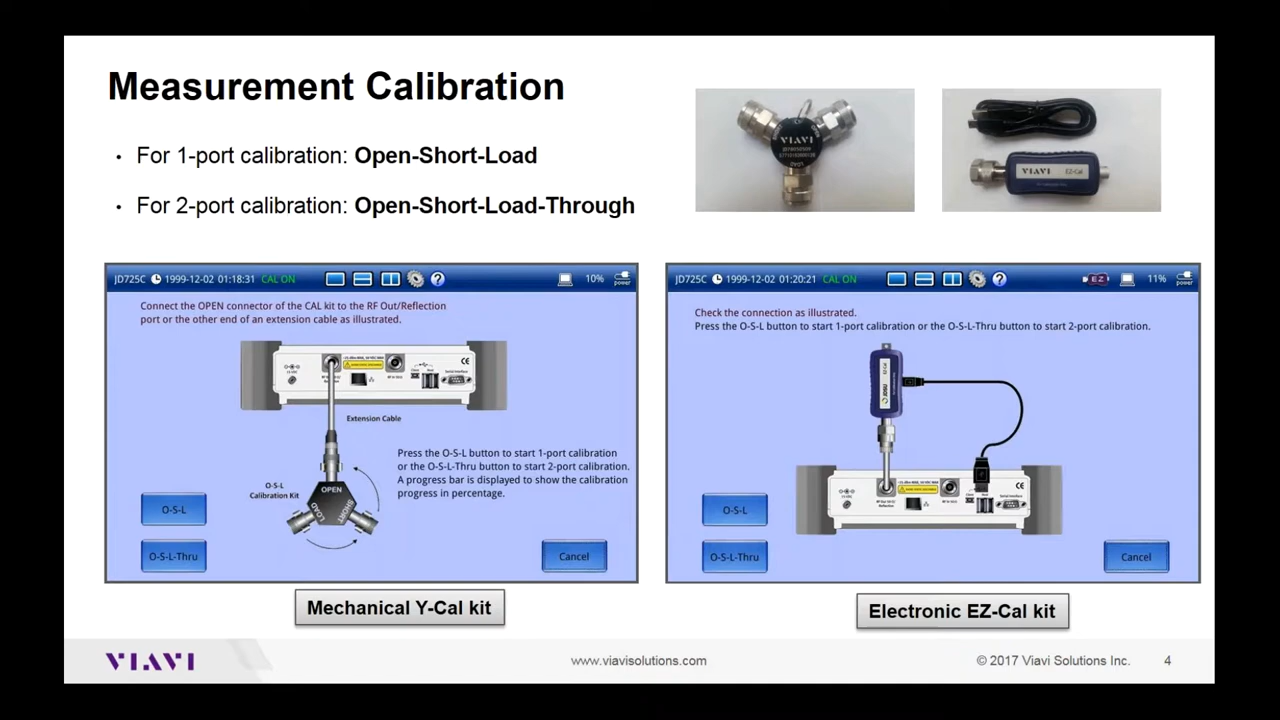 Measurement Calibration
• For 1-port calibration: Open-Short-Load
• For 2-port calibration: Open-Short-Load-Through
VIAVI
VIAVI EZ-Cal
JD725C 1999-12-02 01:18:31 CAL ON ? 10% power
Connect the OPEN connector of the CAL kit to the RF Out/Reflection
port or the other end of an extension cable as illustrated.
CE
Serial Interface
Extension Cable
Press the O-S-L button to start 1-port calibration
or the O-S-L-Thru button to start 2-port calibration.
A progress bar is displayed to show the calibration
progress in percentage.
O-S-L
Calibration Kit
OPEN
LOAD
SHORT
O-S-L
O-S-L-Thru
Cancel
Mechanical Y-Cal kit
JD725C 1999-12-02 01:20:21 CAL ON ? EZ 11% power
Check the connection as illustrated.
Press the O-S-L button to start 1-port calibration or the O-S-L-Thru button to start 2-port calibration.
EZ-Cal
CE
Serial Interface
O-S-L
O-S-L-Thru
Cancel
Electronic EZ-Cal kit
VIAVI
www.viavisolutions.com
© 2017 Viavi Solutions Inc.
4